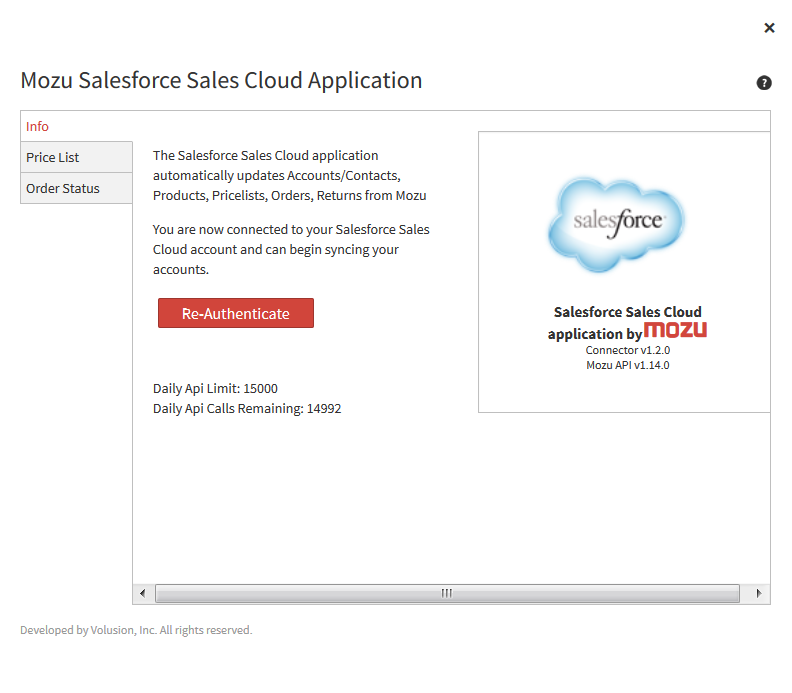 Mozu Salesforce Sales Cloud Application
Info
Price List
Order Status
The Salesforce Sales Cloud application
automatically updates Accounts/Contacts,
Products, Pricelists, Orders, Returns from Mozu
You are now connected to your Salesforce Sales
Cloud account and can begin syncing your
accounts.
Re-Authenticate
Daily Api Limit: 15000
Daily Api Calls Remaining: 14992
salesforce
Salesforce Sales Cloud
application by mozu
Connector v1.2.0
Mozu API v1.14.0
Developed by Volusion, Inc. All rights reserved.